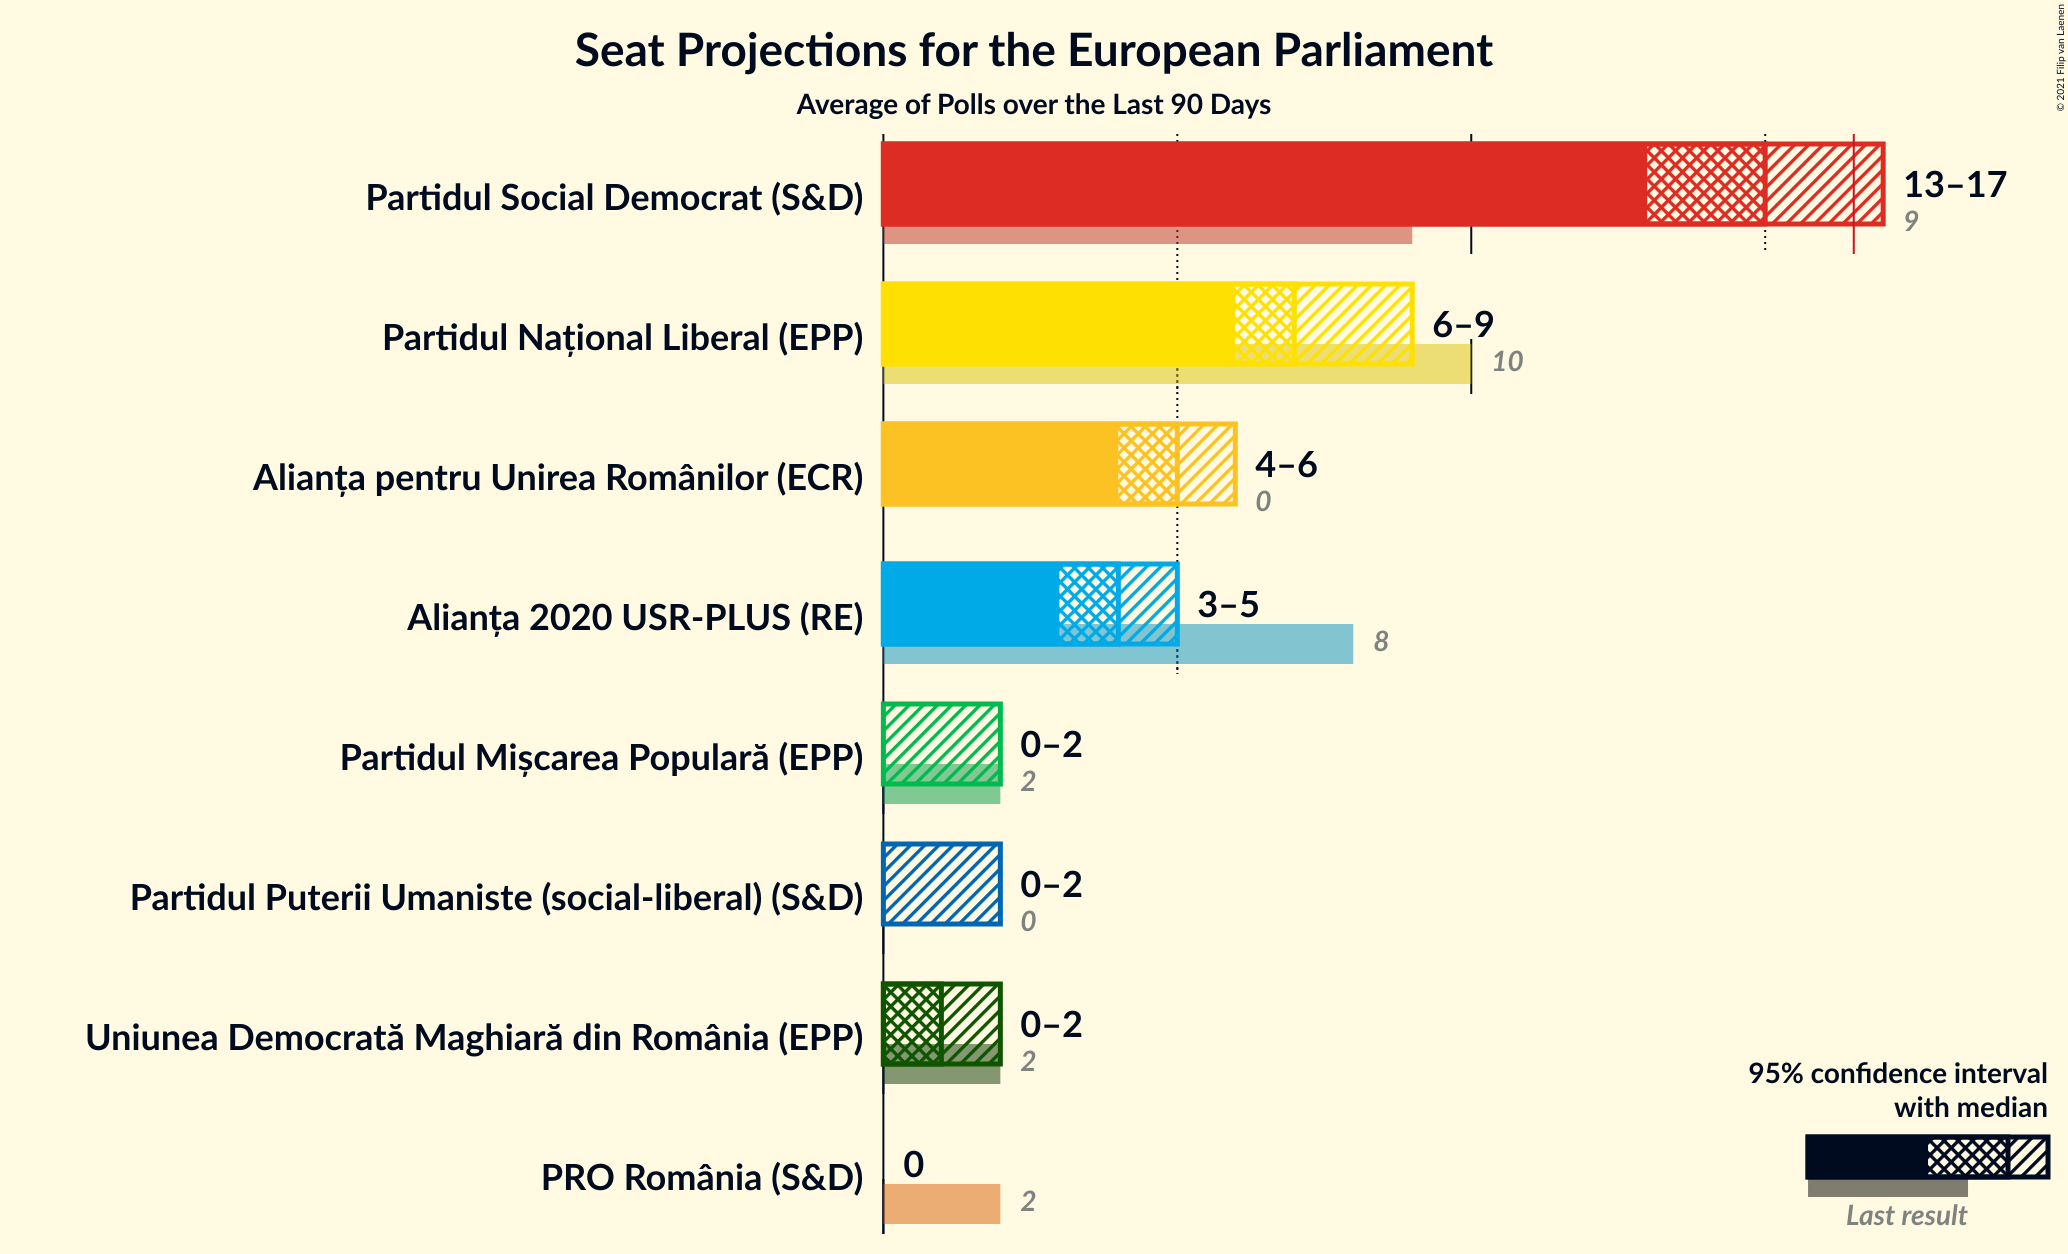 Seat Projections for the European Parliament
Average of Polls over the Last 90 Days
© 2021 Filip van Laenen
Partidul Social Democrat (S&D)
13–17
9
Partidul Național Liberal (EPP)
6–9
10
Alianța pentru Unirea Românilor (ECR)
4–6
0
Alianța 2020 USR-PLUS (RE)
3–5
8
Partidul Mișcarea Populară (EPP)
0–2
2
Partidul Puterii Umaniste (social-liberal) (S&D)
0–2
0
Uniunea Democrată Maghiară din România (EPP)
0–2
2
PRO România (S&D)
0
2
95% confidence interval
with median
Last result